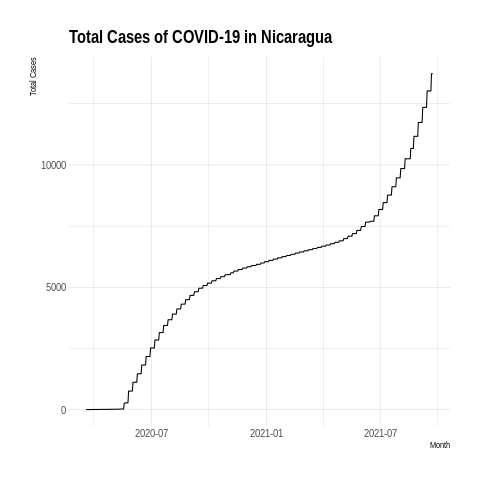 Total Cases of COVID-19 in Nicaragua
Total Cases
10000
5000
0
2020-07
2021-01
2021-07
Month